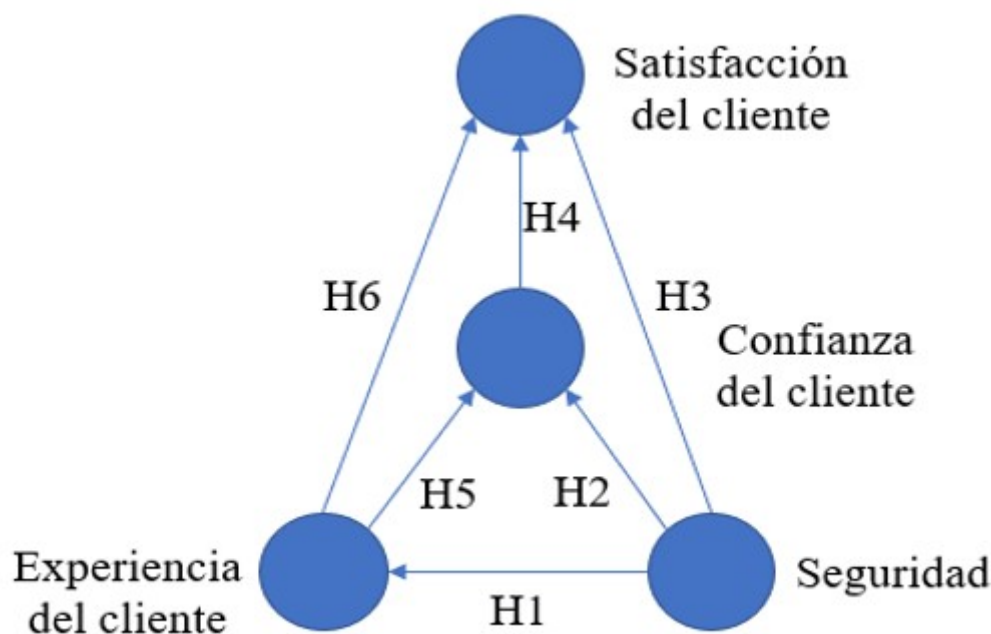 Satisfacción
del cliente
H4
H6
H3
Confianza
del cliente
H5
H2
Experiencia
del cliente
Seguridad
H1